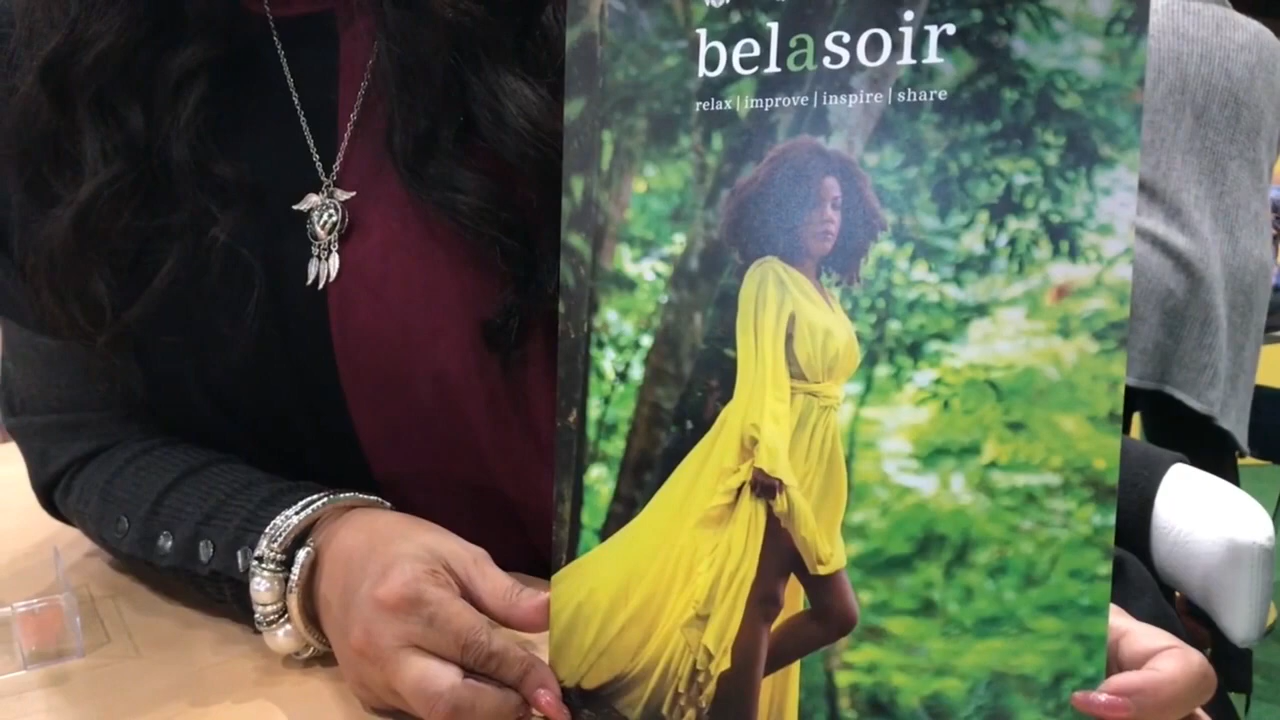 belasoir
relax | improve | inspire | share